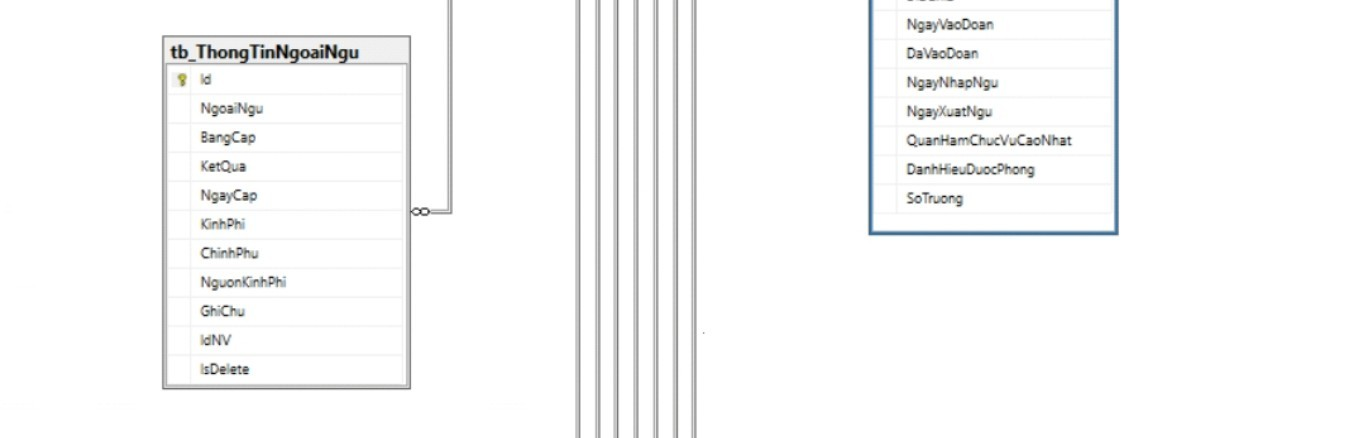 tb_ThongTinNgoaiNgu
Id
NgoaiNgu
BangCap
KetQua
NgayCap
KinhPhi
ChinhPhu
NguonKinhPhi
GhiChu
IdNV
IsDelete
NgayVaoDoan
DaVaoDoan
NgayNhapNgu
NgayXuatNgu
QuanHamChucVuCaoNhat
DanhHieuDuocPhong
SoTruong